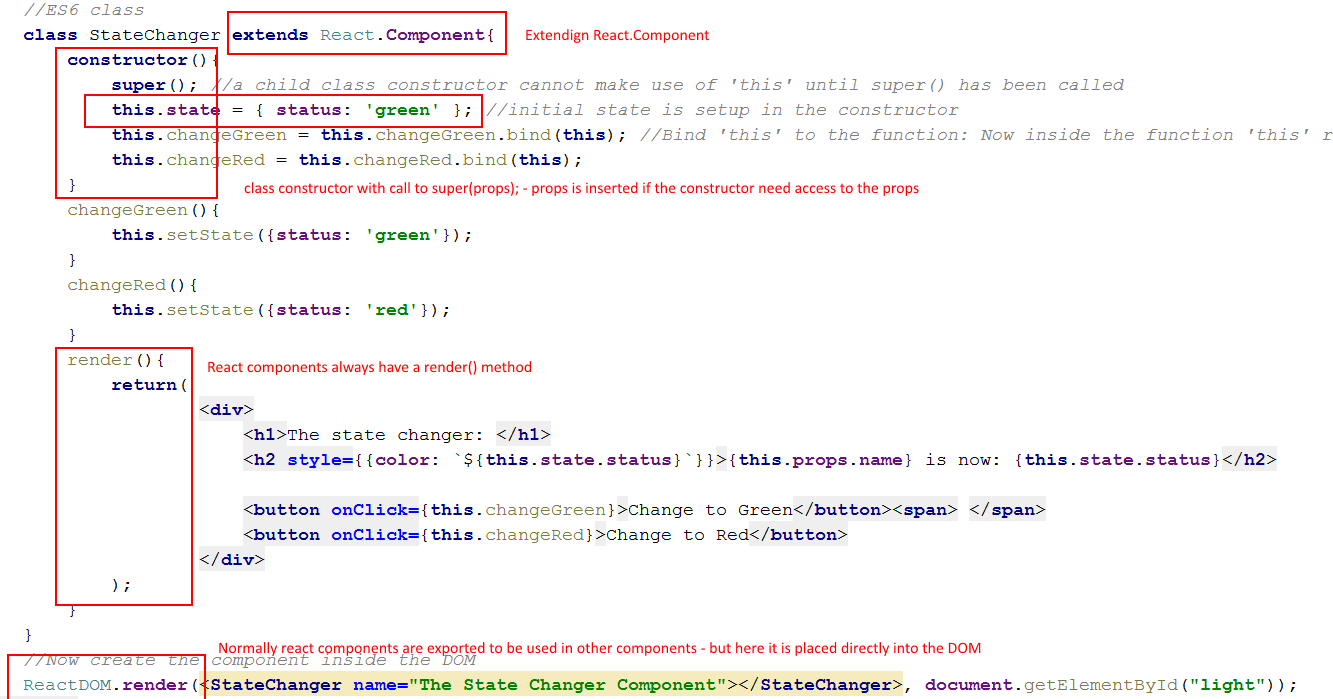 //ES6 class
class StateChanger extends React.Component{ Extendign React.Component
constructor(){
super(); //a child class constructor cannot make use of 'this' until super() has been called
this.state = { status: 'green' }; //initial state is setup in the constructor
this.changeGreen = this.changeGreen.bind(this); //Bind 'this' to the function: Now inside the function 'this' r
this.changeRed = this.changeRed.bind(this);
} class constructor with call to super(props); - props is inserted if the constructor need access to the props
changeGreen(){
this.setState({status: 'green'});
}
changeRed(){
this.setState({status: 'red'});
}
render(){ React components always have a render() method
return(
<div>
<h1>The state changer: </h1>
<h2 style={{color: `${this.state.status}`}}>{this.props.name} is now: {this.state.status}</h2>
<button onClick={this.changeGreen}>Change to Green</button><span> </span>
<button onClick={this.changeRed}>Change to Red</button>
</div>
);
}
}
Normally react components are exported to be used in other components - but here it is placed directly into the DOM
//Now create the component inside the DOM
ReactDOM.render(<StateChanger name="The State Changer Component"></StateChanger>, document.getElementById("light"));